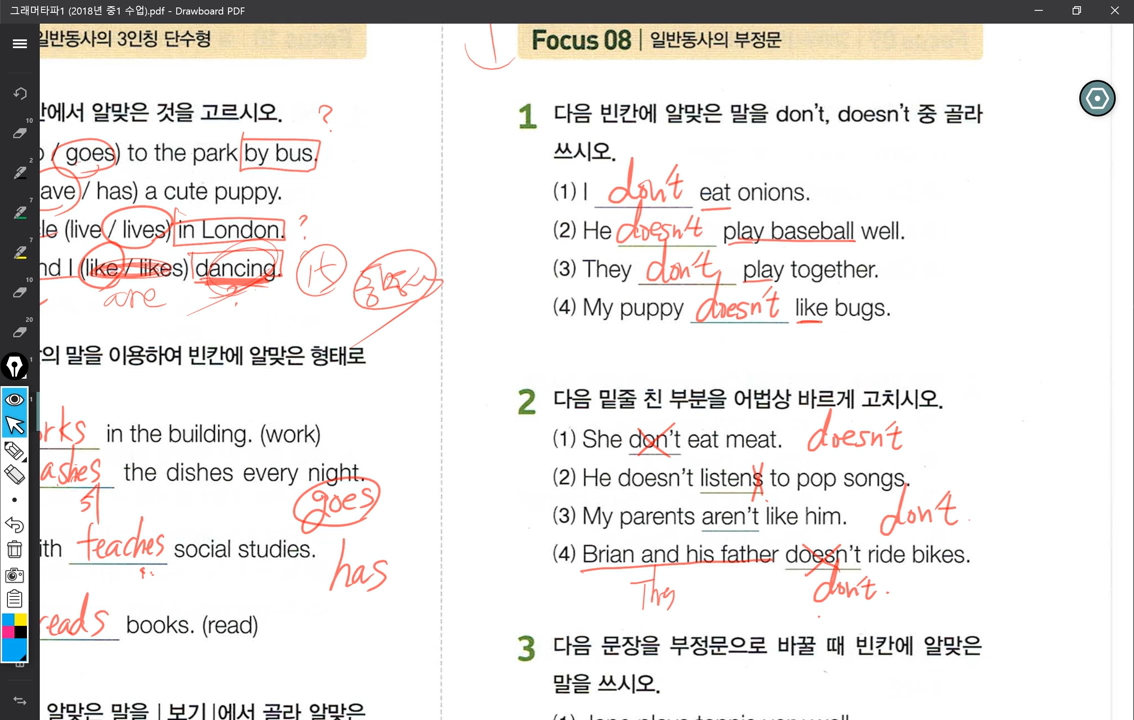 그래머타파1 (2018년 중1 수업).pdf - Drawboard PDF
일반동사의 3인칭 단수형
안에서 알맞은 것을 고르시오. ?
/ goes) to the park by bus.
ave / has) a cute puppy.
le (live / lives) in London. ?
nd I (like / likes) dancing.
are ?
의 말을 이용하여 빈칸에 알맞은 형태로
orks in the building. (work)
ashes the dishes every night.
goes
ith teaches social studies.
has
reads books. (read)
알맞은 말을 | 보기 |에서 골라 알맞은
Focus 08 | 일반동사의 부정문
1 다음 빈칸에 알맞은 말을 don't, doesn't 중 골라
쓰시오.
(1) I don't eat onions.
(2) He doesn't play baseball well.
(3) They don't play together.
(4) My puppy doesn't like bugs.
2 다음 밑줄 친 부분을 어법상 바르게 고치시오.
(1) She don't eat meat. doesn't
(2) He doesn't listens to pop songs.
(3) My parents aren't like him. don't
(4) Brian and his father doesn't ride bikes.
They don't.
3 다음 문장을 부정문으로 바꿀 때 빈칸에 알맞은
말을 쓰시오.
(1) Jane plays tennis very well.